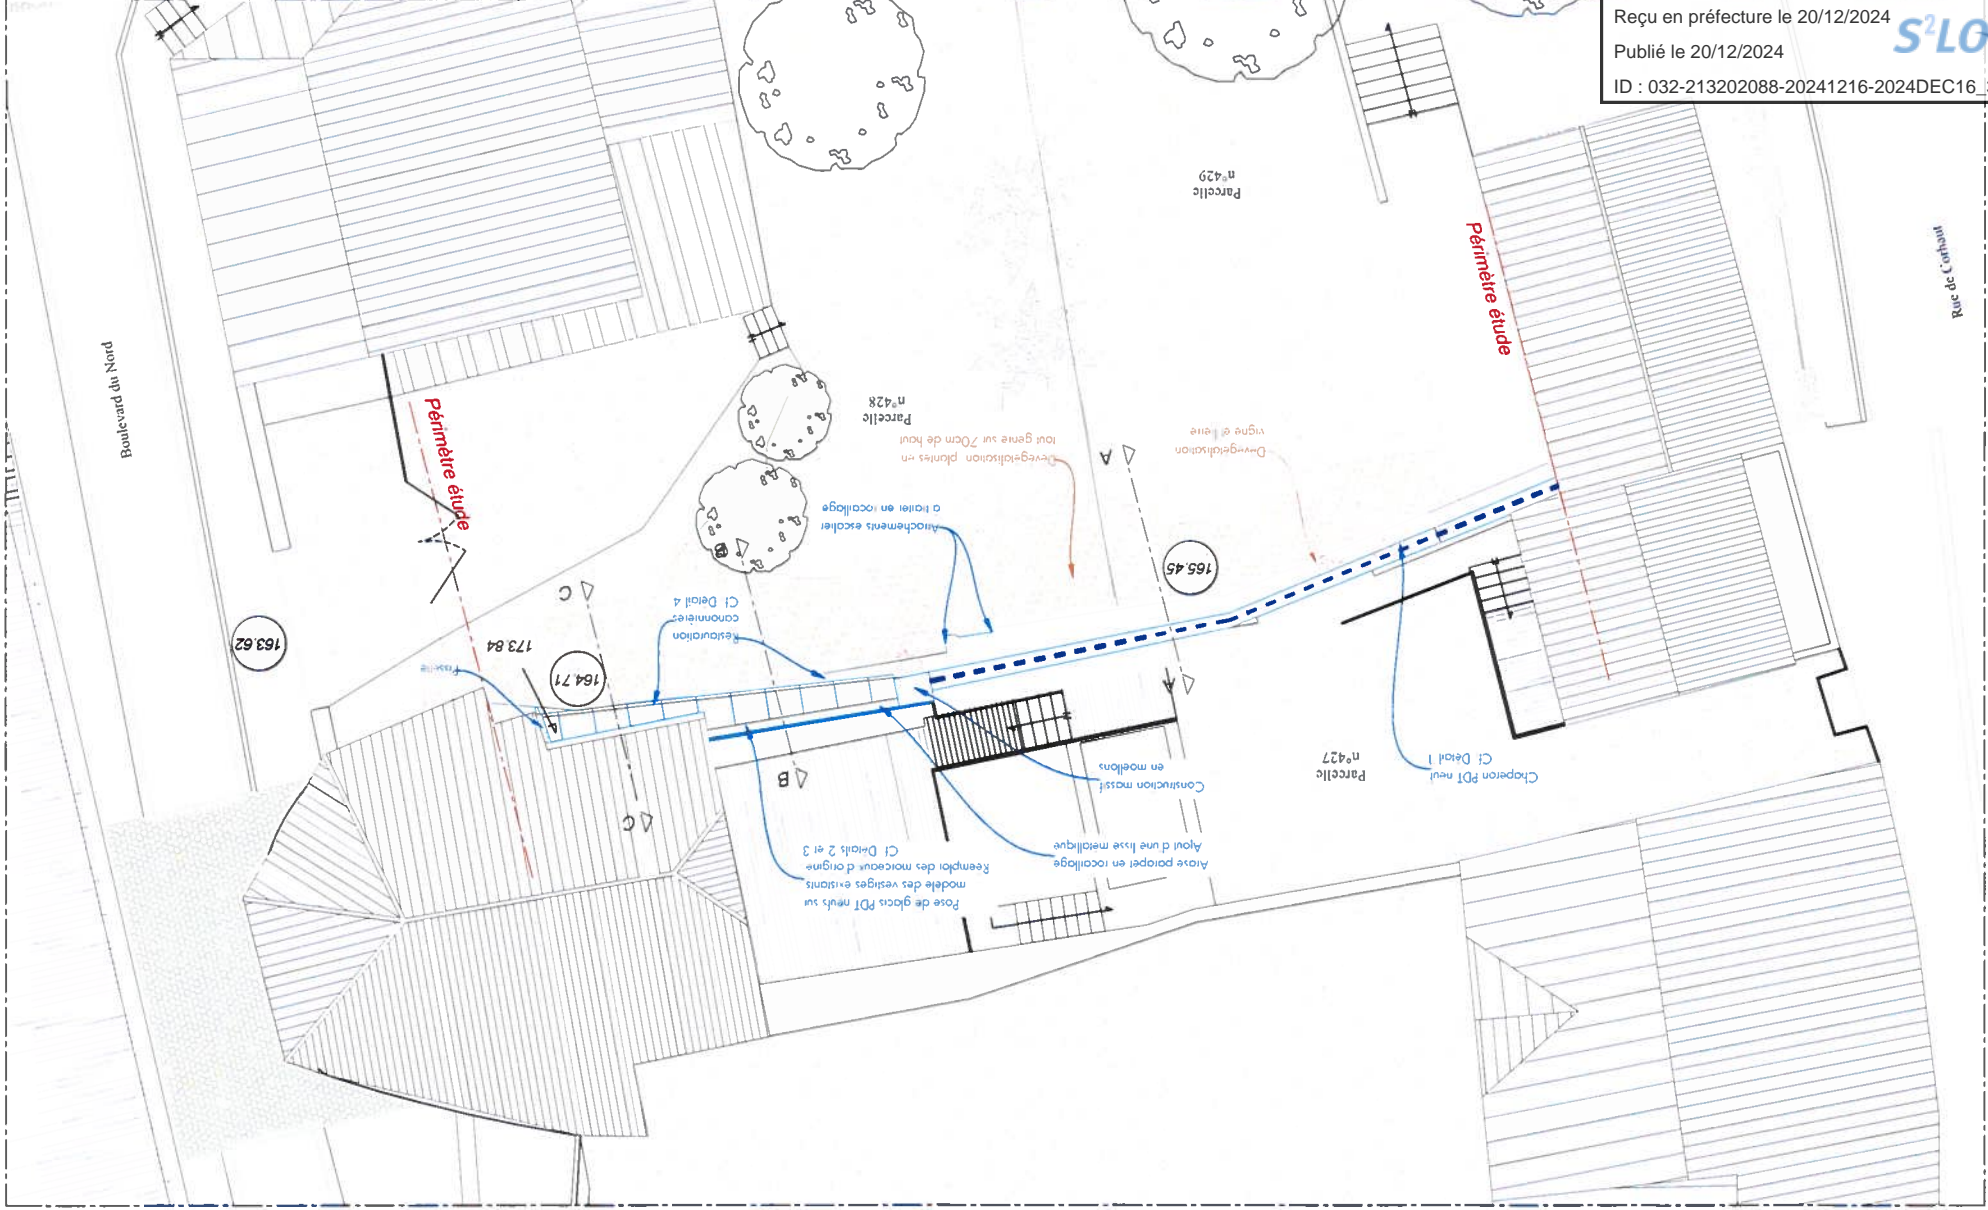 Reçu en préfecture le 20/12/2024
Publié le 20/12/2024
ID : 032-213202088-20241216-2024DEC16_
S²LO
Parcelle
n°429
Périmètre étude
Rue de Corhaut
Boulevard du Nord
Périmètre étude
Parcelle
n°428
Dévégétalisation plantes en
tout genre sur 70cm de haut
Dévégétalisation
vigne et lierre
A
Arrachements escalier
à traiter en rocaillage
B
C
165.45
163.62
Restauration
canonnières
Cf Détail 4
173.84
164.71
A
B
C
Construction massif
en moellons
Parcelle
n°427
Chaperon PDT neuf
Cf Détail 1
Arase parapet en rocaillage
Ajout d'une lisse métallique
Pose de glacis PDT neufs sur
modèle des vestiges existants
Réemploi des morceaux d'origine
Cf Détails 2 et 3